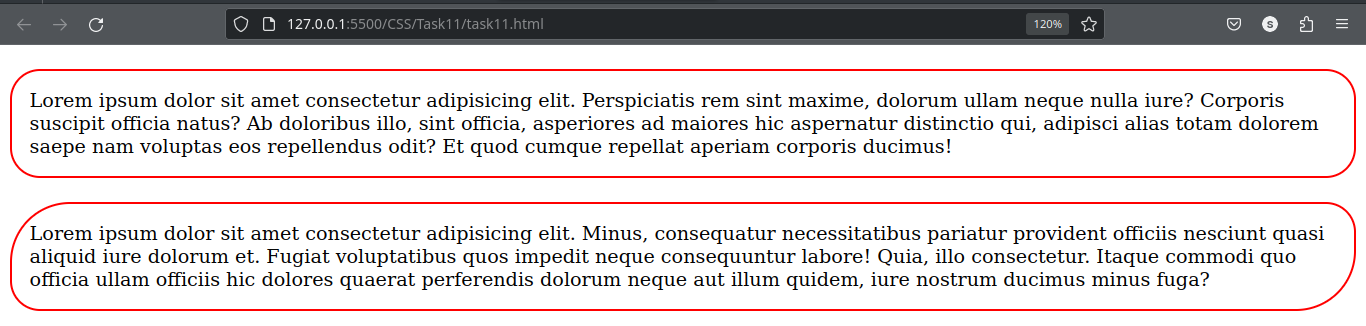 127.0.0.1:5500/CSS/Task11/task11.html 120% S
Lorem ipsum dolor sit amet consectetur adipisicing elit. Perspiciatis rem sint maxime, dolorum ullam neque nulla iure? Corporis
suscipit officia natus? Ab doloribus illo, sint officia, asperiores ad maiores hic aspernatur distinctio qui, adipisci alias totam dolorem
saepe nam voluptas eos repellendus odit? Et quod cumque repellat aperiam corporis ducimus!
Lorem ipsum dolor sit amet consectetur adipisicing elit. Minus, consequatur necessitatibus pariatur provident officiis nesciunt quasi
aliquid iure dolorum et. Fugiat voluptatibus quos impedit neque consequuntur labore! Quia, illo consectetur. Itaque commodi quo
officia ullam officiis hic dolores quaerat perferendis dolorum neque aut illum quidem, iure nostrum ducimus minus fuga?